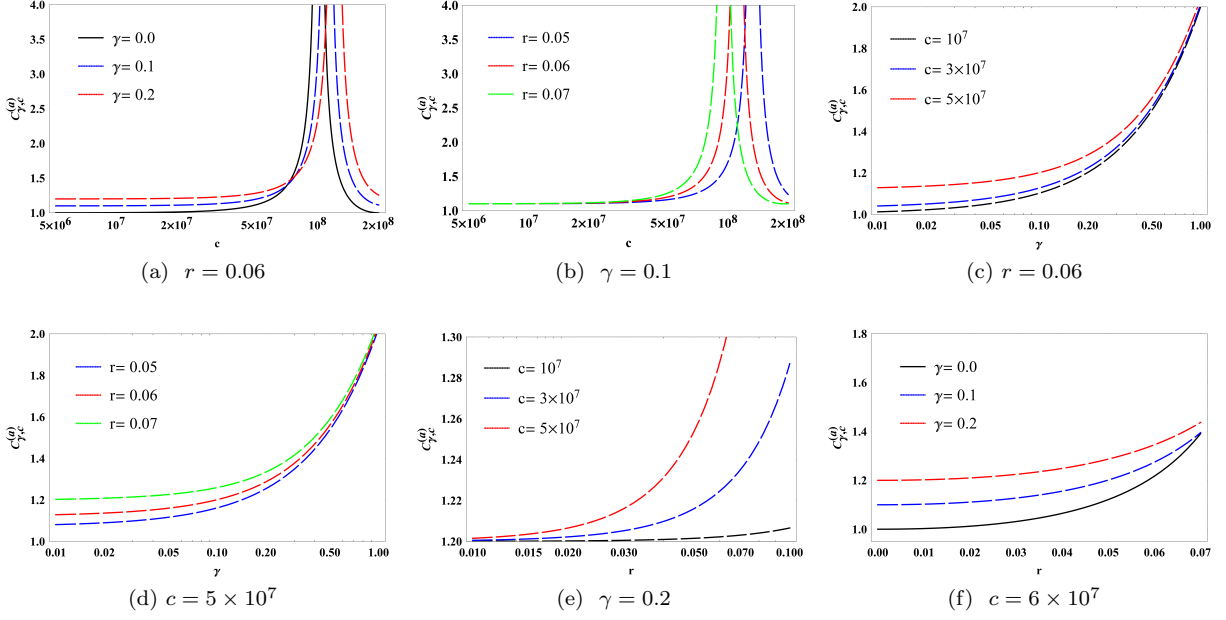 4.0
3.5
3.0
2.5
2.0
1.5
1.0
C_{γ,c}^{(a)}
γ= 0.0
γ= 0.1
γ= 0.2
5×10^6 10^7 5×10^7 10^8 2×10^8
c
(a) r = 0.06
4.0
3.5
3.0
2.5
2.0
1.5
1.0
C_{γ,c}^{(a)}
r= 0.05
r= 0.06
r= 0.07
5×10^6 10^7 2×10^7 5×10^7 10^8 2×10^8
c
(b) γ = 0.1
2.0
1.8
1.6
1.4
1.2
1.0
C_{γ,c}^{(a)}
c= 10^7
c= 3×10^7
c= 5×10^7
0.01 0.02 0.05 0.10 0.20 0.50 1.00
γ
(c) r = 0.06
2.0
1.8
1.6
1.4
1.2
1.0
C_{γ,c}^{(a)}
r= 0.05
r= 0.06
r= 0.07
0.01 0.02 0.05 0.10 0.20 0.50 1.00
γ
(d) c = 5 × 10^7
1.30
1.28
1.26
1.24
1.22
1.20
C_{γ,c}^{(a)}
c= 10^7
c= 3×10^7
c= 5×10^7
0.010 0.015 0.020 0.030 0.050 0.070 0.100
r
(e) γ = 0.2
1.8
1.6
1.4
1.2
1.0
C_{γ,c}^{(a)}
γ= 0.0
γ= 0.1
γ= 0.2
0.00 0.01 0.02 0.03 0.04 0.05 0.06 0.07
r
(f) c = 6 × 10^7